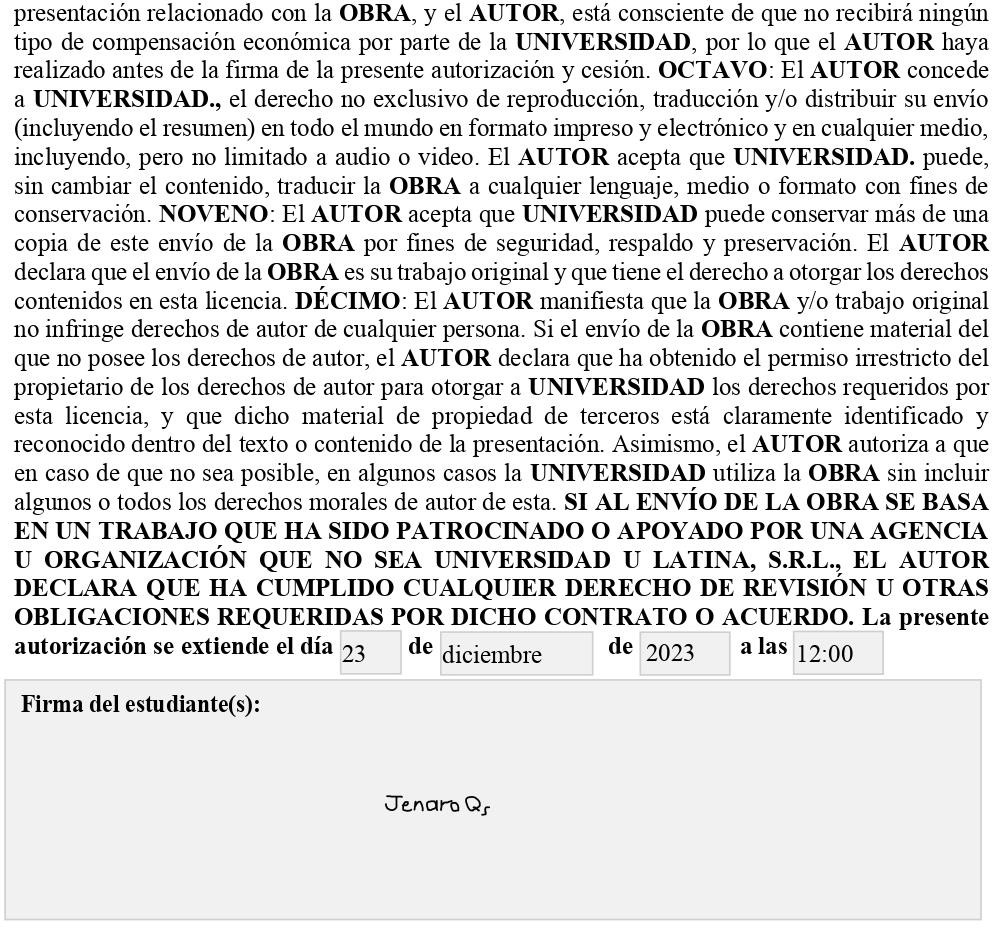 presentación relacionado con la OBRA, y el AUTOR, está consciente de que no recibirá ningún
tipo de compensación económica por parte de la UNIVERSIDAD, por lo que el AUTOR haya
realizado antes de la firma de la presente autorización y cesión. OCTAVO: El AUTOR concede
a UNIVERSIDAD., el derecho no exclusivo de reproducción, traducción y/o distribuir su envío
(incluyendo el resumen) en todo el mundo en formato impreso y electrónico y en cualquier medio,
incluyendo, pero no limitado a audio o video. El AUTOR acepta que UNIVERSIDAD. puede,
sin cambiar el contenido, traducir la OBRA a cualquier lenguaje, medio o formato con fines de
conservación. NOVENO: El AUTOR acepta que UNIVERSIDAD puede conservar más de una
copia de este envío de la OBRA por fines de seguridad, respaldo y preservación. El AUTOR
declara que el envío de la OBRA es su trabajo original y que tiene el derecho a otorgar los derechos
contenidos en esta licencia. DÉCIMO: El AUTOR manifiesta que la OBRA y/o trabajo original
no infringe derechos de autor de cualquier persona. Si el envío de la OBRA contiene material del
que no posee los derechos de autor, el AUTOR declara que ha obtenido el permiso irrestricto del
propietario de los derechos de autor para otorgar a UNIVERSIDAD los derechos requeridos por
esta licencia, y que dicho material de propiedad de terceros está claramente identificado y
reconocido dentro del texto o contenido de la presentación. Asimismo, el AUTOR autoriza a que
en caso de que no sea posible, en algunos casos la UNIVERSIDAD utiliza la OBRA sin incluir
algunos o todos los derechos morales de autor de esta. SI AL ENVÍO DE LA OBRA SE BASA
EN UN TRABAJO QUE HA SIDO PATROCINADO O APOYADO POR UNA AGENCIA
U ORGANIZACIÓN QUE NO SEA UNIVERSIDAD U LATINA, S.R.L., EL AUTOR
DECLARA QUE HA CUMPLIDO CUALQUIER DERECHO DE REVISIÓN U OTRAS
OBLIGACIONES REQUERIDAS POR DICHO CONTRATO O ACUERDO. La presente
autorización se extiende el día 23 de diciembre de 2023 a las 12:00
Firma del estudiante(s):
Jenaro Qs